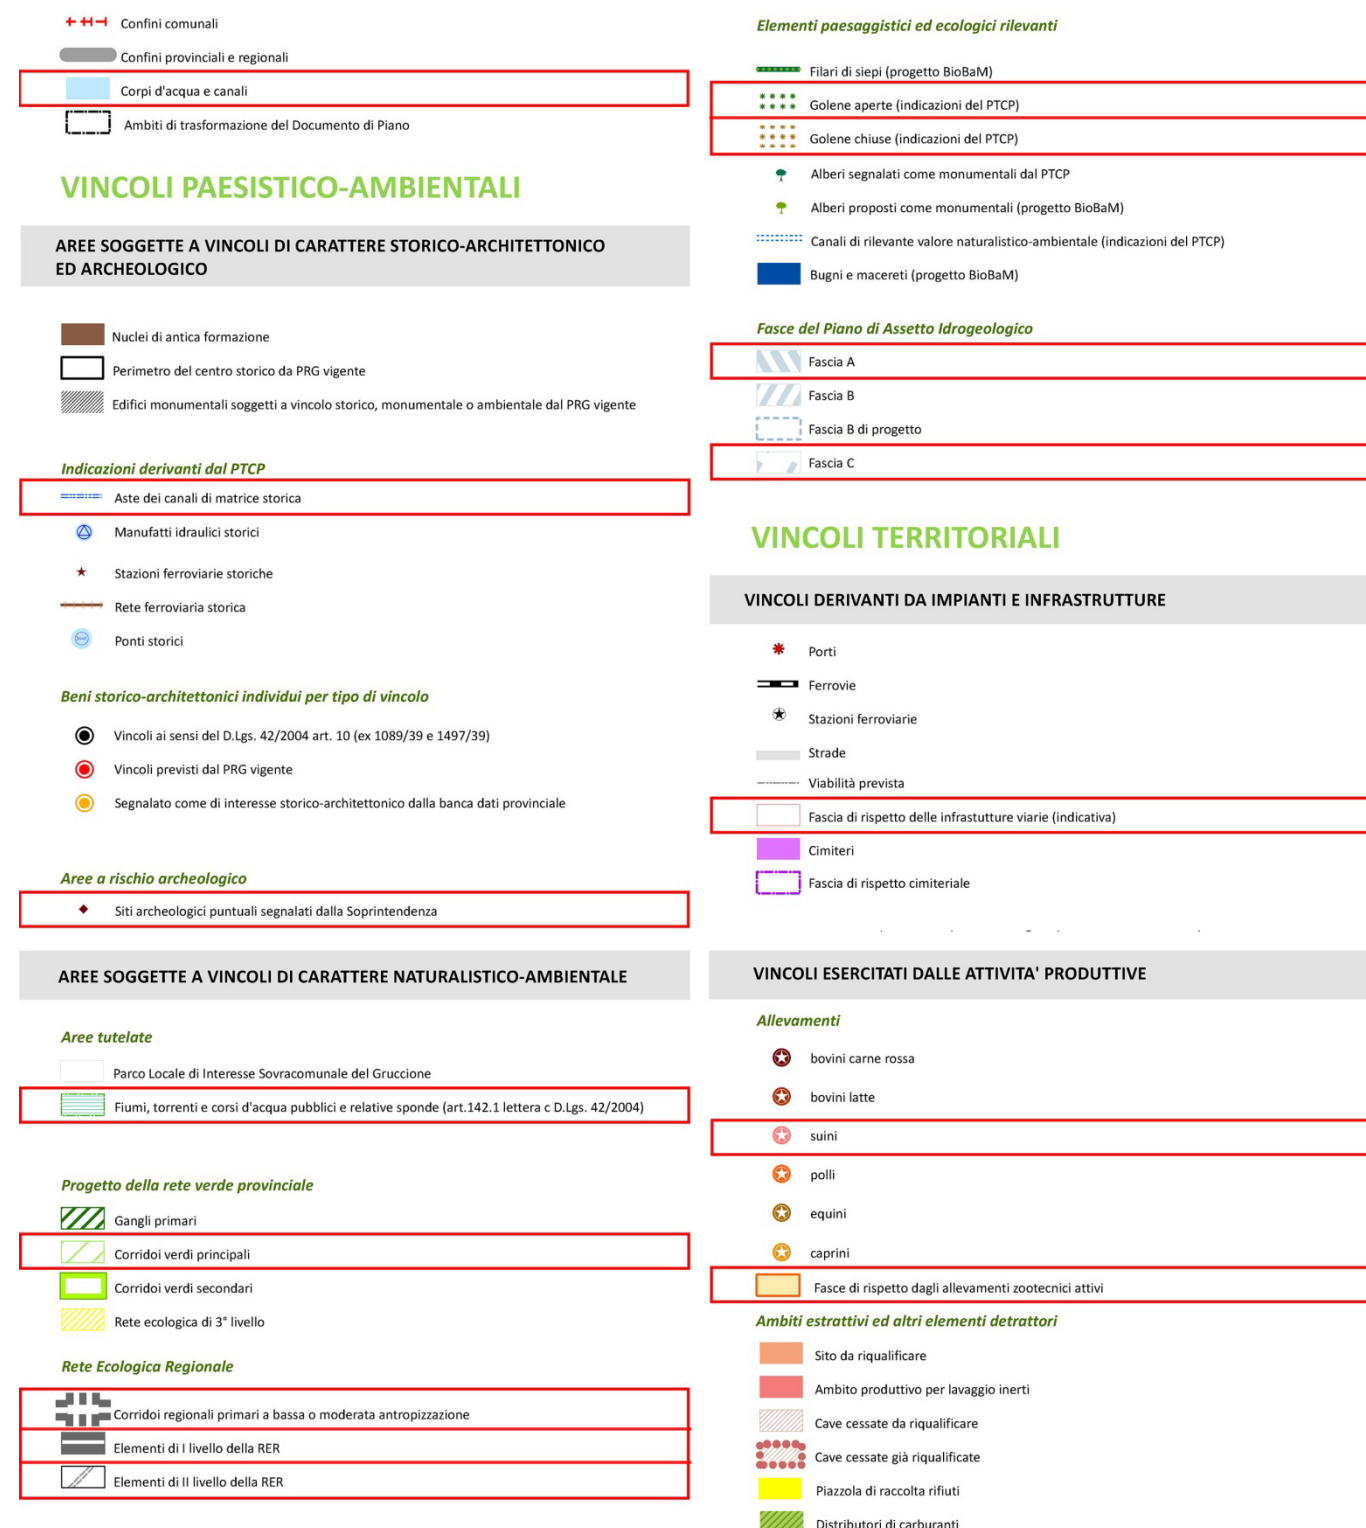 Confini comunali
Confini provinciali e regionali
Corpi d'acqua e canali
Ambiti di trasformazione del Documento di Piano
VINCOLI PAESISTICO-AMBIENTALI
AREE SOGGETTE A VINCOLI DI CARATTERE STORICO-ARCHITETTONICO
ED ARCHEOLOGICO
Nuclei di antica formazione
Perimetro del centro storico da PRG vigente
Edifici monumentali soggetti a vincolo storico, monumentale o ambientale dal PRG vigente
Indicazioni derivanti dal PTCP
Aste dei canali di matrice storica
Manufatti idraulici storici
Stazioni ferroviarie storiche
Rete ferroviaria storica
Ponti storici
Beni storico-architettonici individui per tipo di vincolo
Vincoli ai sensi del D.Lgs. 42/2004 art. 10 (ex 1089/39 e 1497/39)
Vincoli previsti dal PRG vigente
Segnalato come di interesse storico-architettonico dalla banca dati provinciale
Aree a rischio archeologico
Siti archeologici puntuali segnalati dalla Soprintendenza
AREE SOGGETTE A VINCOLI DI CARATTERE NATURALISTICO-AMBIENTALE
Aree tutelate
Parco Locale di Interesse Sovracomunale del Gruccione
Fiumi, torrenti e corsi d'acqua pubblici e relative sponde (art.142.1 lettera c D.Lgs. 42/2004)
Progetto della rete verde provinciale
Gangli primari
Corridoi verdi principali
Corridoi verdi secondari
Rete ecologica di 3° livello
Rete Ecologica Regionale
Corridoi regionali primari a bassa o moderata antropizzazione
Elementi di I livello della RER
Elementi di II livello della RER
Elementi paesaggistici ed ecologici rilevanti
Filari di siepi (progetto BioBaM)
Golene aperte (indicazioni del PTCP)
Golene chiuse (indicazioni del PTCP)
Alberi segnalati come monumentali dal PTCP
Alberi proposti come monumentali (progetto BioBaM)
Canali di rilevante valore naturalistico-ambientale (indicazioni del PTCP)
Bugni e macereti (progetto BioBaM)
Fasce del Piano di Assetto Idrogeologico
Fascia A
Fascia B
Fascia B di progetto
Fascia C
VINCOLI TERRITORIALI
VINCOLI DERIVANTI DA IMPIANTI E INFRASTRUTTURE
Porti
Ferrovie
Stazioni ferroviarie
Strade
Viabilità prevista
Fascia di rispetto delle infrastutture viarie (indicativa)
Cimiteri
Fascia di rispetto cimiteriale
VINCOLI ESERCITATI DALLE ATTIVITA' PRODUTTIVE
Allevamenti
bovini carne rossa
bovini latte
suini
polli
equini
caprini
Fasce di rispetto dagli allevamenti zootecnici attivi
Ambiti estrattivi ed altri elementi detrattori
Sito da riqualificare
Ambito produttivo per lavaggio inerti
Cave cessate da riqualificare
Cave cessate già riqualificate
Piazzola di raccolta rifiuti
Distributori di carburanti